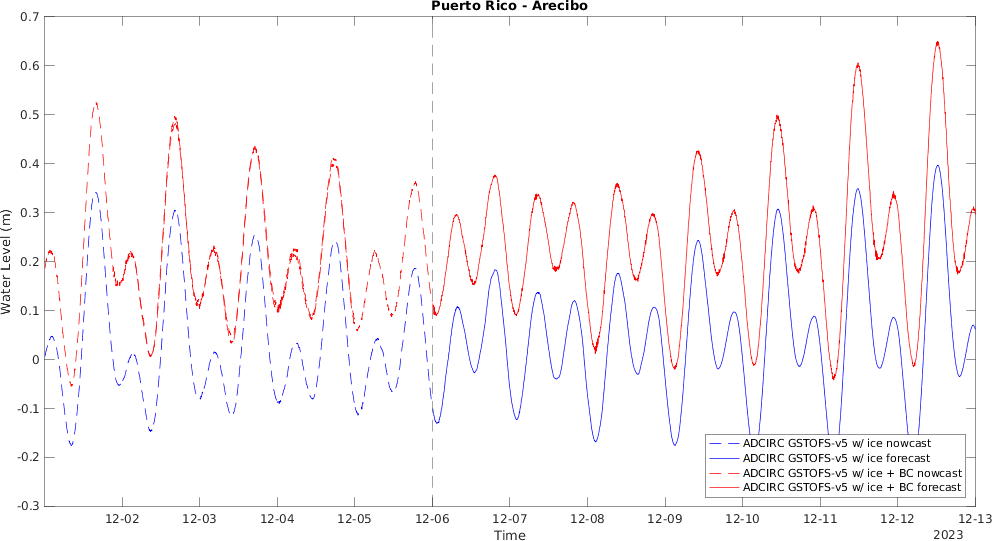 Puerto Rico - Arecibo
0.7
0.6
0.5
0.4
0.3
0.2
0.1
0
-0.1
-0.2
-0.3
Water Level (m)
ADCIRC GSTOFS-v5 w/ ice nowcast
ADCIRC GSTOFS-v5 w/ ice forecast
ADCIRC GSTOFS-v5 w/ ice + BC nowcast
ADCIRC GSTOFS-v5 w/ ice + BC forecast
12-02 12-03 12-04 12-05 12-06 12-07 12-08 12-09 12-10 12-11 12-12 12-13
Time
2023